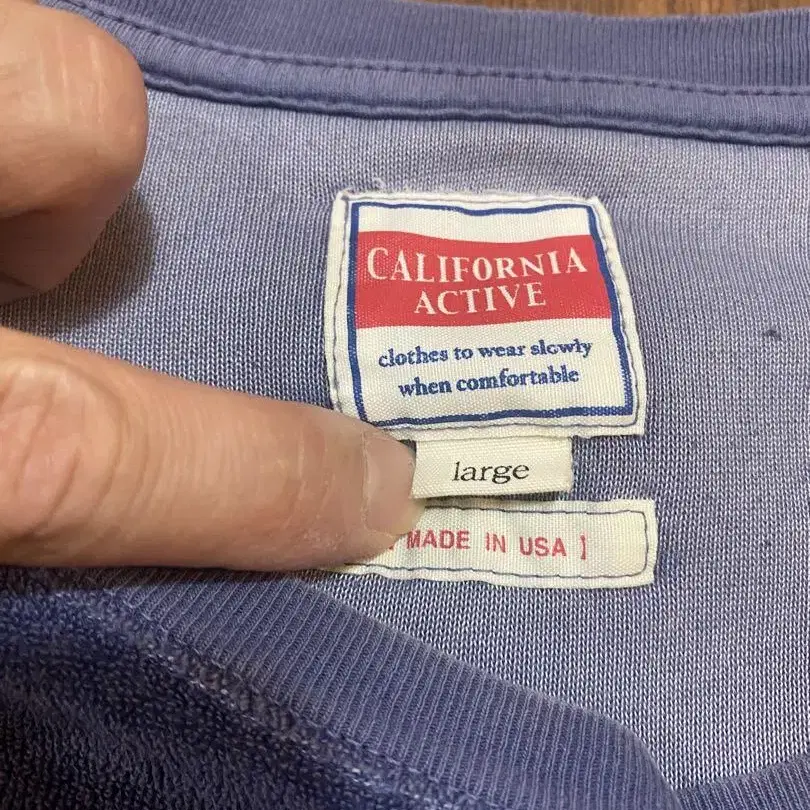 CALIFORNIA
ACTIVE
clothes to wear slowly
when comfortable
large
MADE IN USA 】